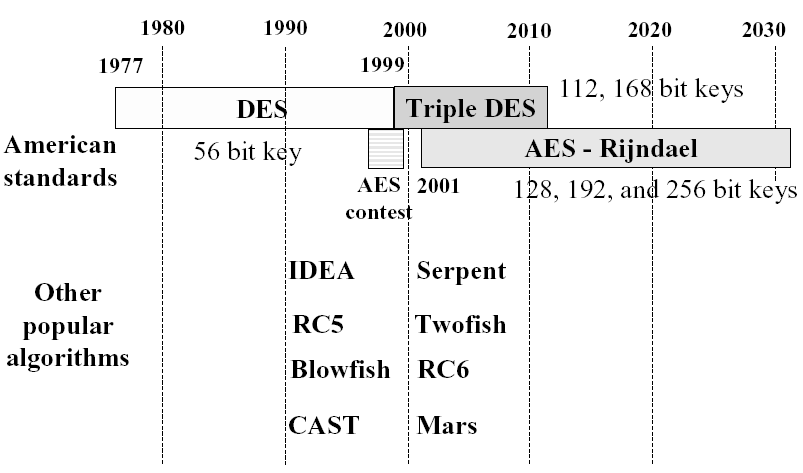 1980 1990 2000 2010 2020 2030
1977 1999
DES Triple DES 112, 168 bit keys
American
standards
56 bit key
AES - Rijndael
AES
contest
2001
128, 192, and 256 bit keys
Other
popular
algorithms
IDEA Serpent
RC5 Twofish
Blowfish RC6
CAST Mars